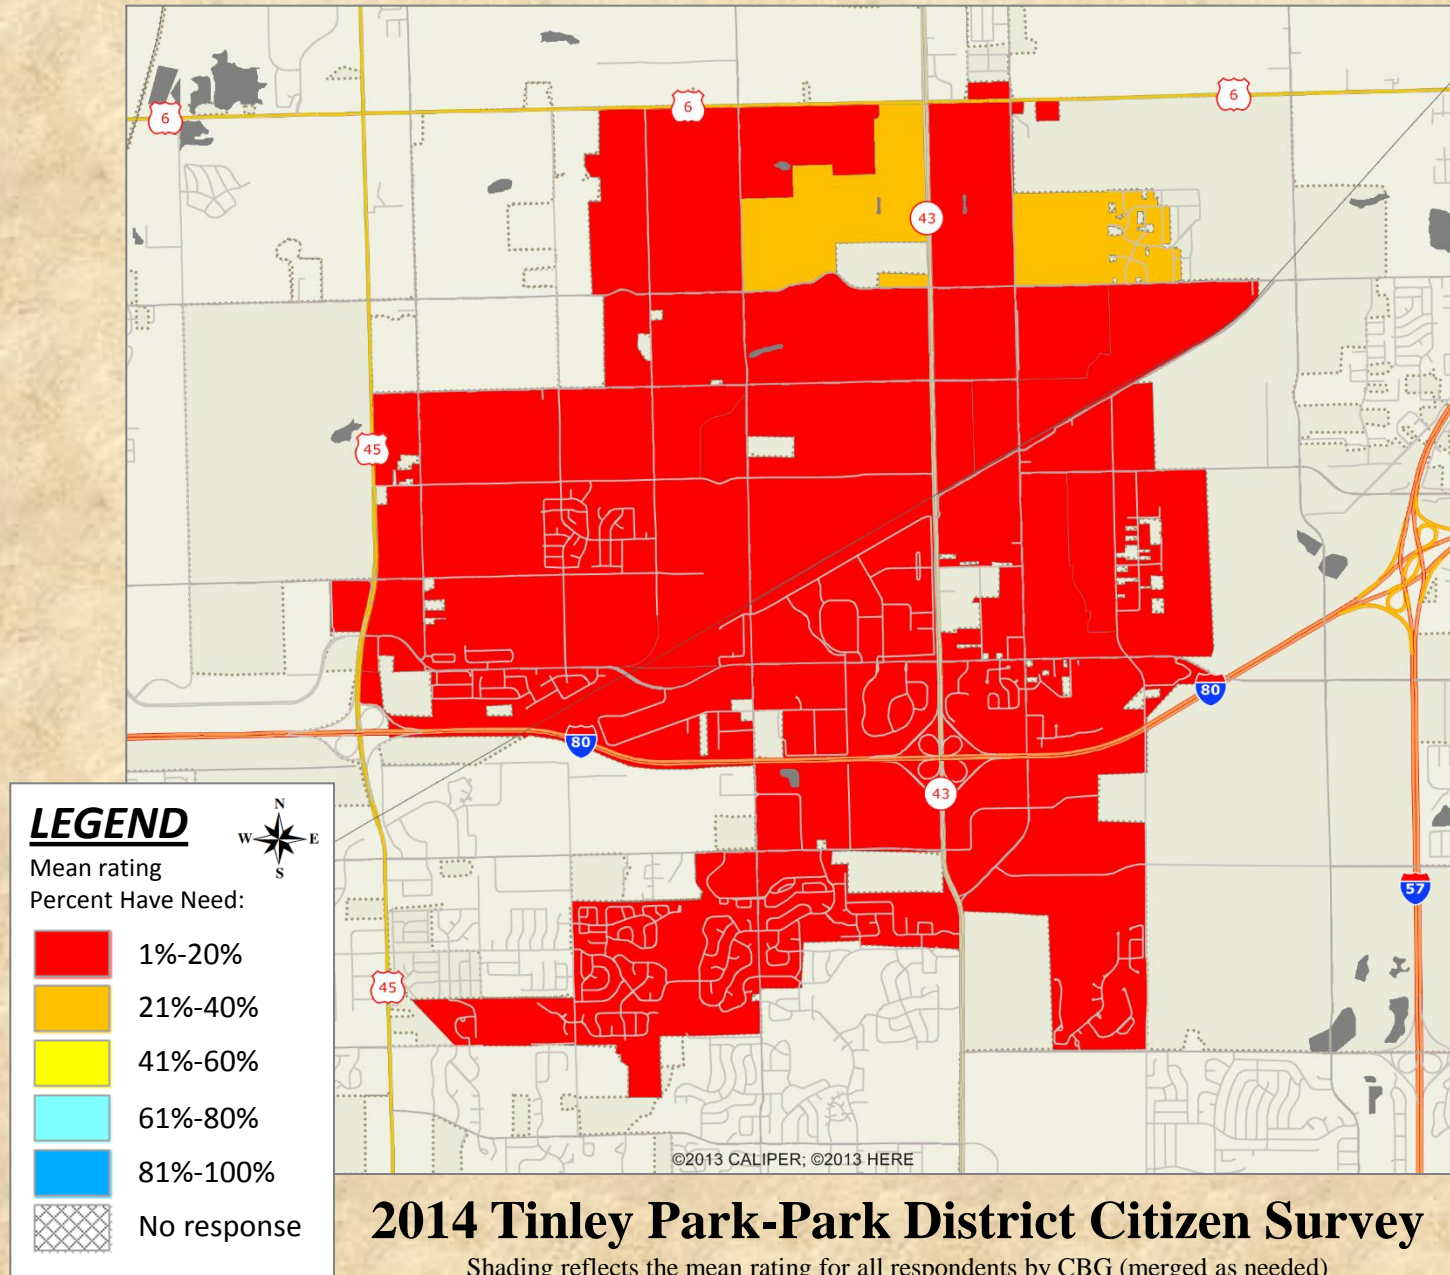 6
6
6
43
45
80
80
43
57
45
LEGEND
N
W E
S
Mean rating
Percent Have Need:
1%-20%
21%-40%
41%-60%
61%-80%
81%-100%
No response
©2013 CALIPER; ©2013 HERE
2014 Tinley Park-Park District Citizen Survey
Shading reflects the mean rating for all respondents by CBG (merged as needed)